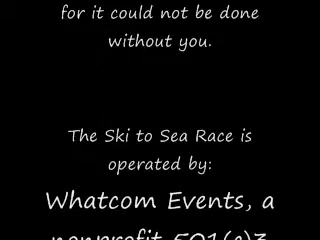 for it could not be done
without you.
The Ski to Sea Race is
operated by:
Whatcom Events, a
nonprofit 501(c)3